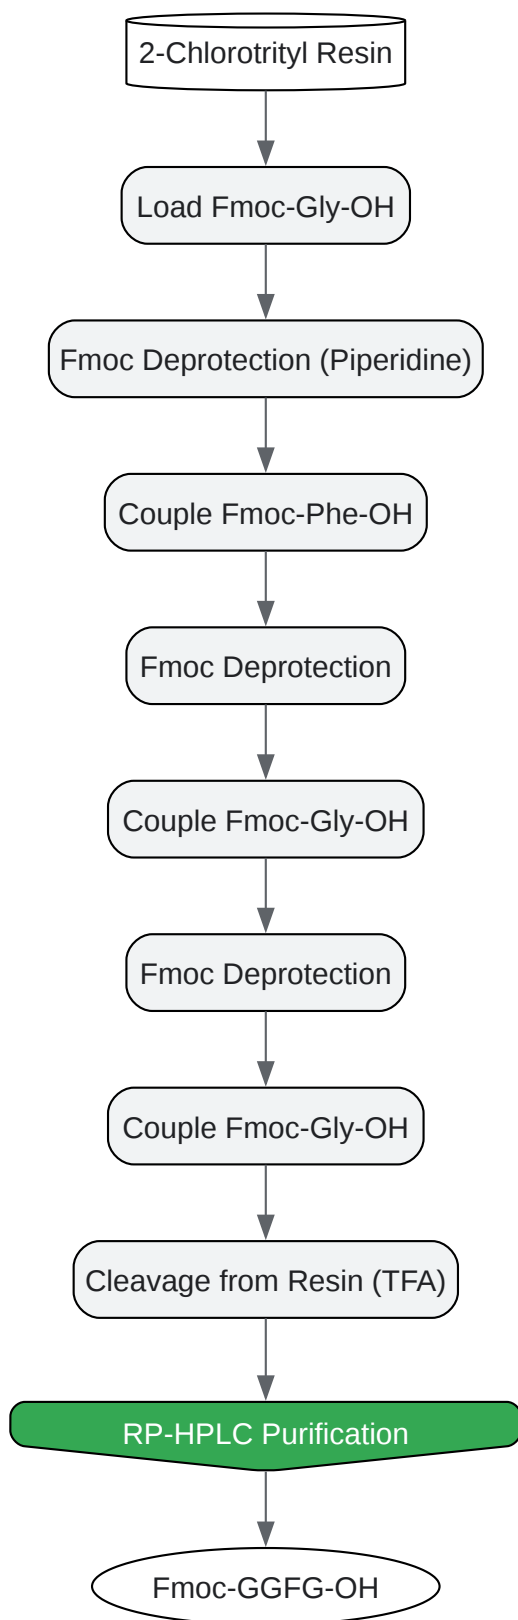 2-Chlorotrityl Resin
Load Fmoc-Gly-OH
Fmoc Deprotection (Piperidine)
Couple Fmoc-Phe-OH
Fmoc Deprotection
Couple Fmoc-Gly-OH
Fmoc Deprotection
Couple Fmoc-Gly-OH
Cleavage from Resin (TFA)
RP-HPLC Purification
Fmoc-GGFG-OH